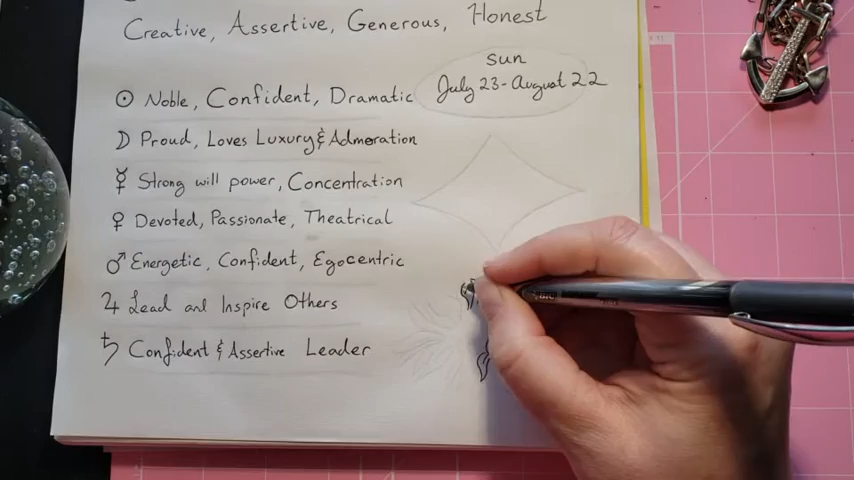 Creative, Assertive, Generous, Honest
sun
July 23-August 22
☉ Noble, Confident, Dramatic
☽ Proud, Loves Luxury & Admoration
☿ Strong will power, Concentration
♀ Devoted, Passionate, Theatrical
♂ Energetic, Confident, Egocentric
♃ Lead and Inspire Others
♄ Confident & Assertive Leader